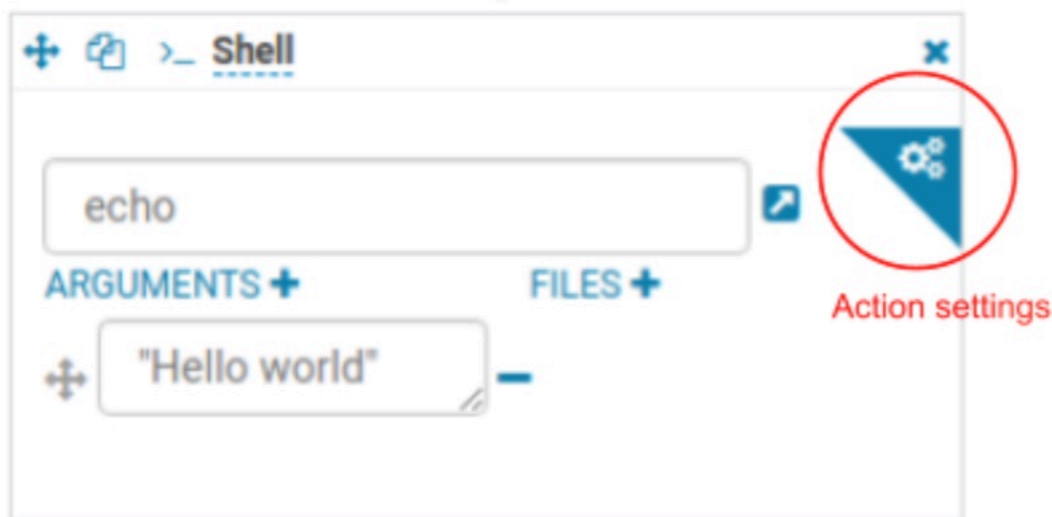 >_ Shell
echo
ARGUMENTS + FILES +
Action settings
"Hello world"